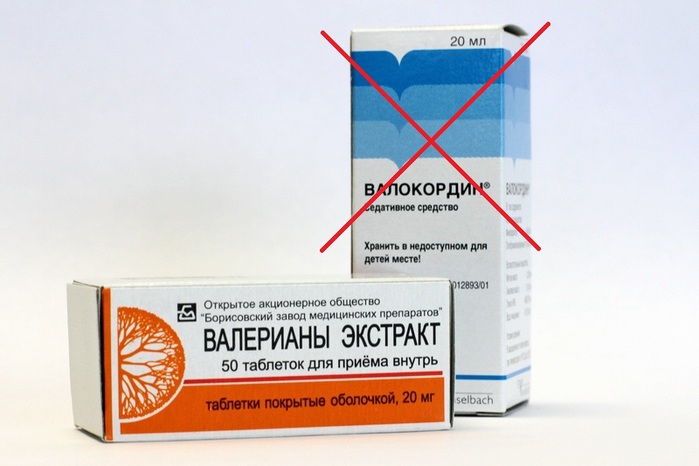 20 мл
ВАЛОКОРДИН®
Седативное средство
Хранить в недоступном для
детей месте!
012893/01
Открытое акционерное общество
"Борисовский завод медицинских препаратов"
ВАЛЕРИАНЫ ЭКСТРАКТ
50 таблеток для приёма внутрь
таблетки покрытые оболочкой, 20 мг
selbach